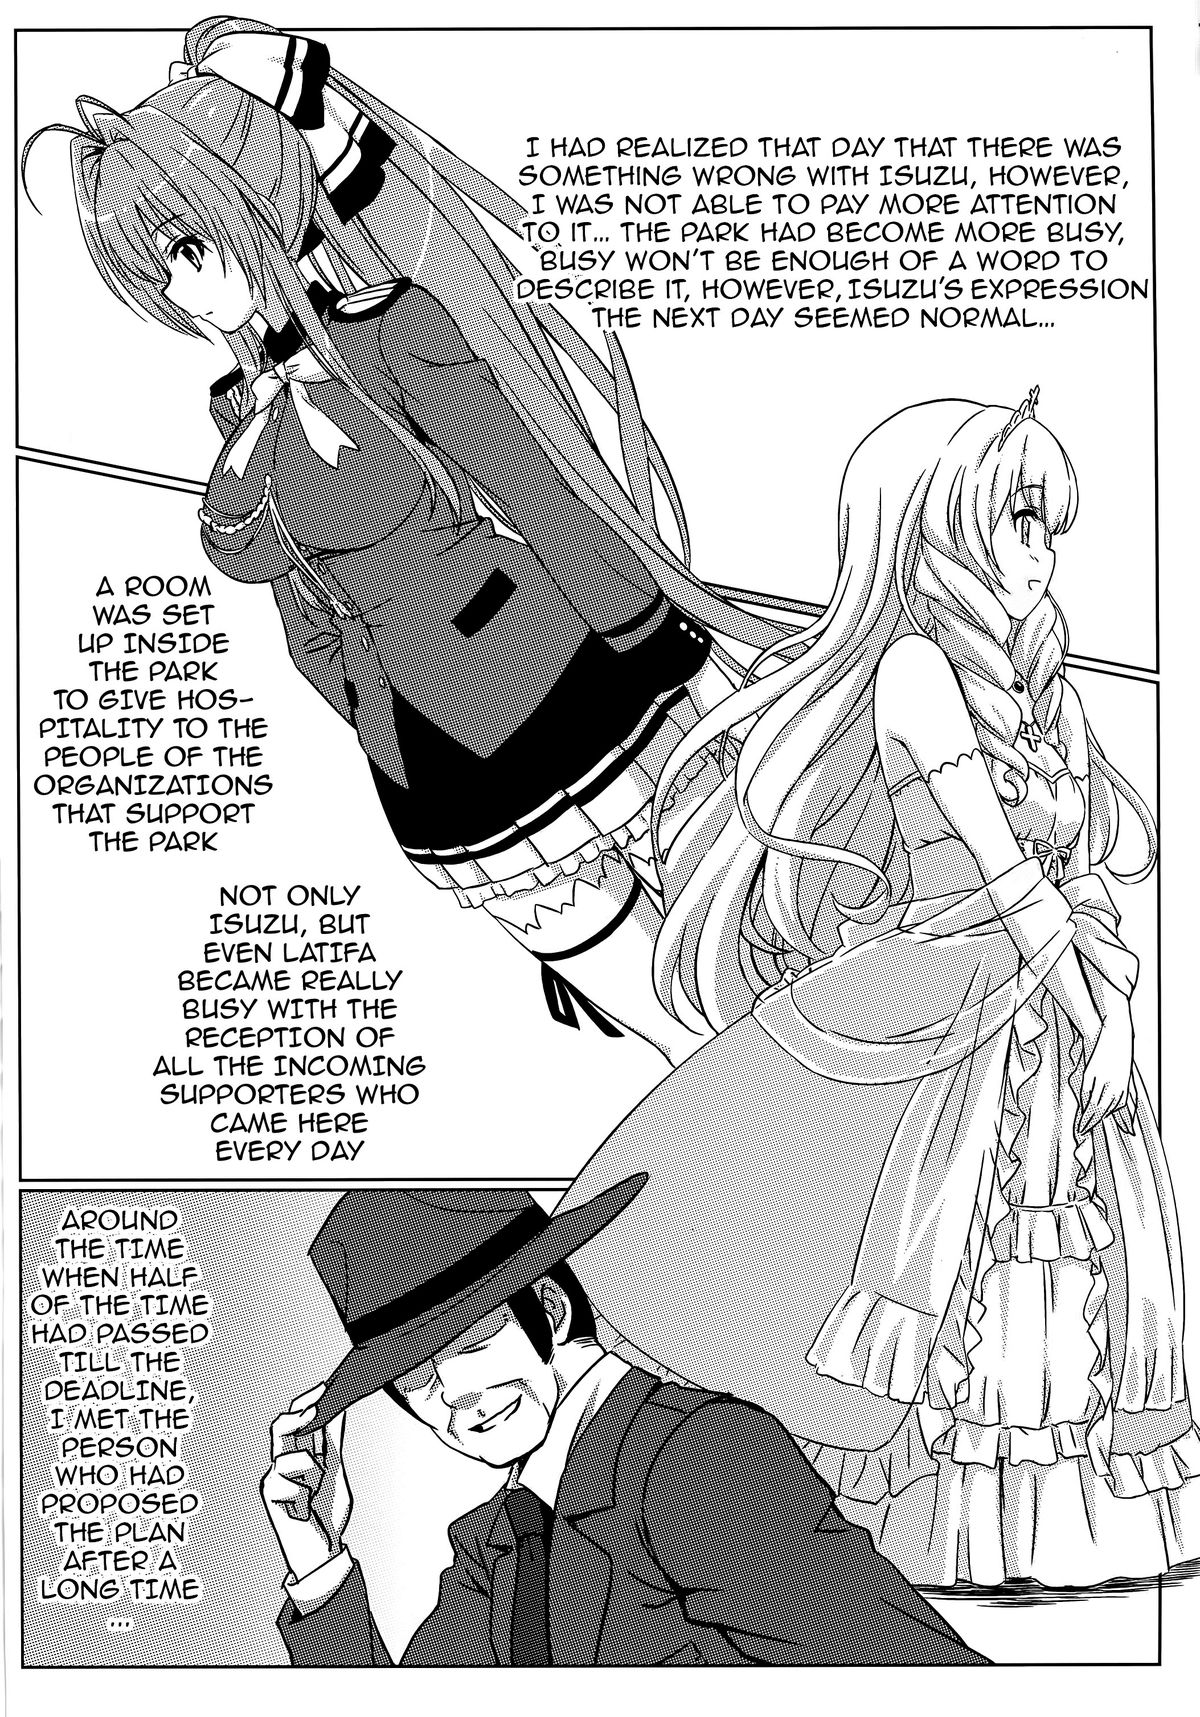 I HAD REALIZED THAT DAY THAT THERE WAS
SOMETHING WRONG WITH ISUZU, HOWEVER,
I WAS NOT ABLE TO PAY MORE ATTENTION
TO IT... THE PARK HAD BECOME MORE BUSY,
BUSY WON'T BE ENOUGH OF A WORD TO
DESCRIBE IT, HOWEVER, ISUZU'S EXPRESSION
THE NEXT DAY SEEMED NORMAL...
A ROOM
WAS SET
UP INSIDE
THE PARK
TO GIVE HOS-
PITALITY TO THE
PEOPLE OF THE
ORGANIZATIONS
THAT SUPPORT
THE PARK
NOT ONLY
ISUZU, BUT
EVEN LATIFA
BECAME REALLY
BUSY WITH THE
RECEPTION OF
ALL THE INCOMING
SUPPORTERS WHO
CAME HERE
EVERY DAY
AROUND
THE TIME
WHEN HALF
OF THE TIME
HAD PASSED
TILL THE
DEADLINE,
I MET THE
PERSON
WHO HAD
PROPOSED
THE PLAN
AFTER A
LONG TIME
...